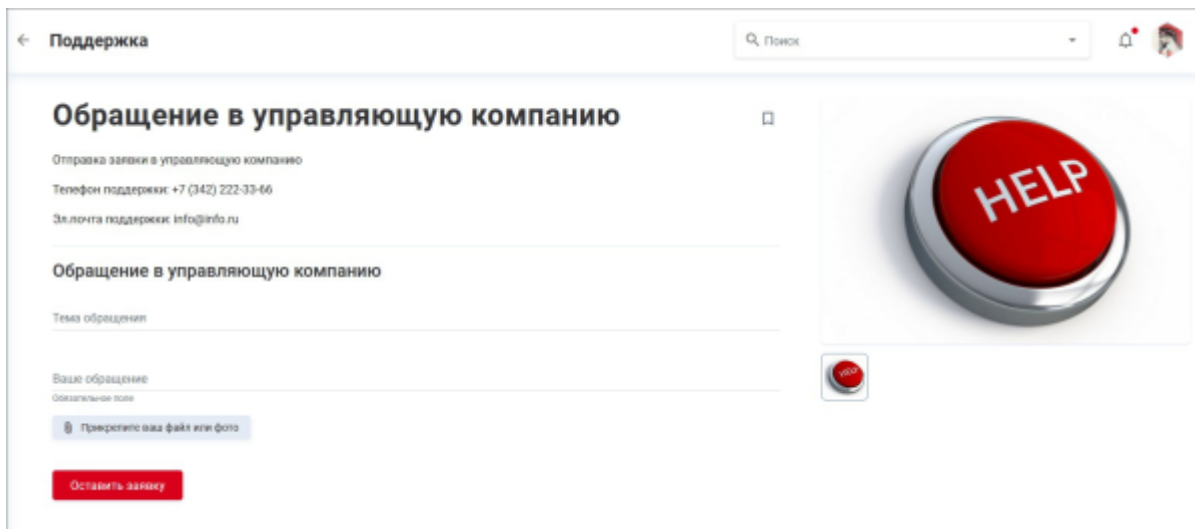 Поддержка
Поиск
Обращение в управляющую компанию
Отправка заявки в управляющую компанию
Телефон поддержки: +7 (342) 222-33-66
Эл.почта поддержки: info@info.ru
HELP
Обращение в управляющую компанию
Тема обращения
Ваше обращение
HELP
Обязательное поле
Прикрепите ваш файл или фото
Оставить заявку